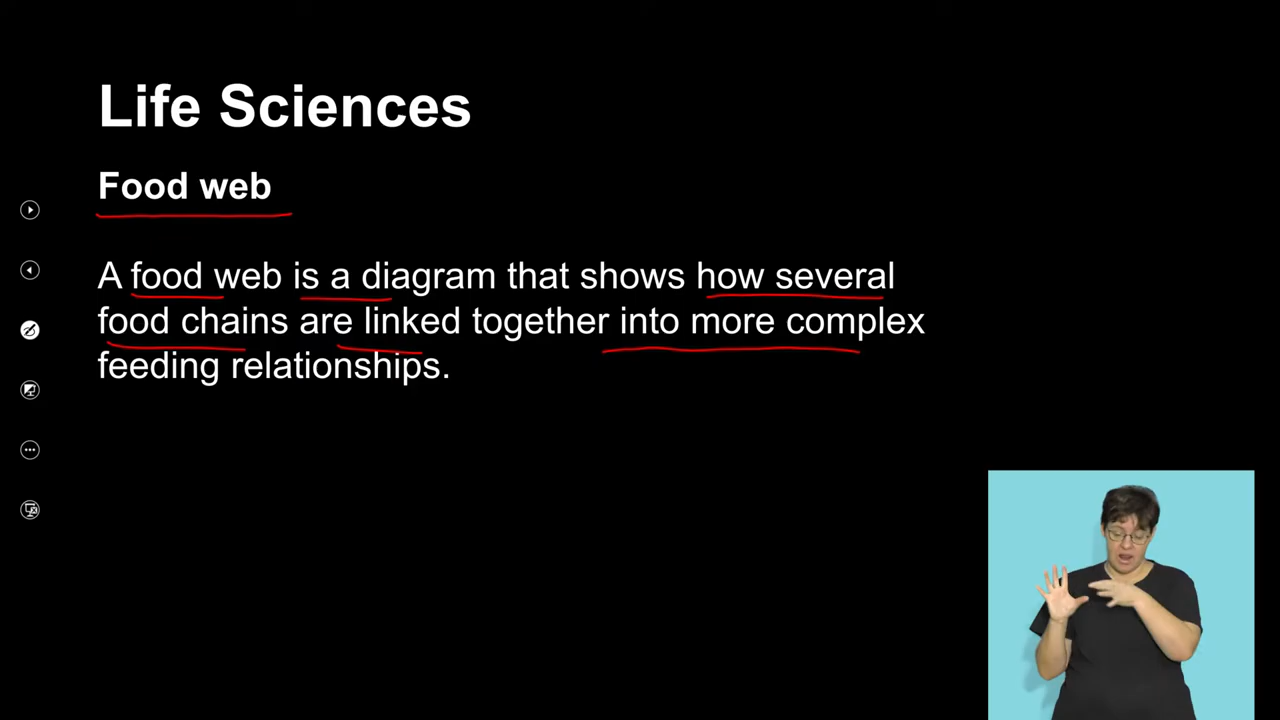 Life Sciences
Food web
A food web is a diagram that shows how several
food chains are linked together into more complex
feeding relationships.